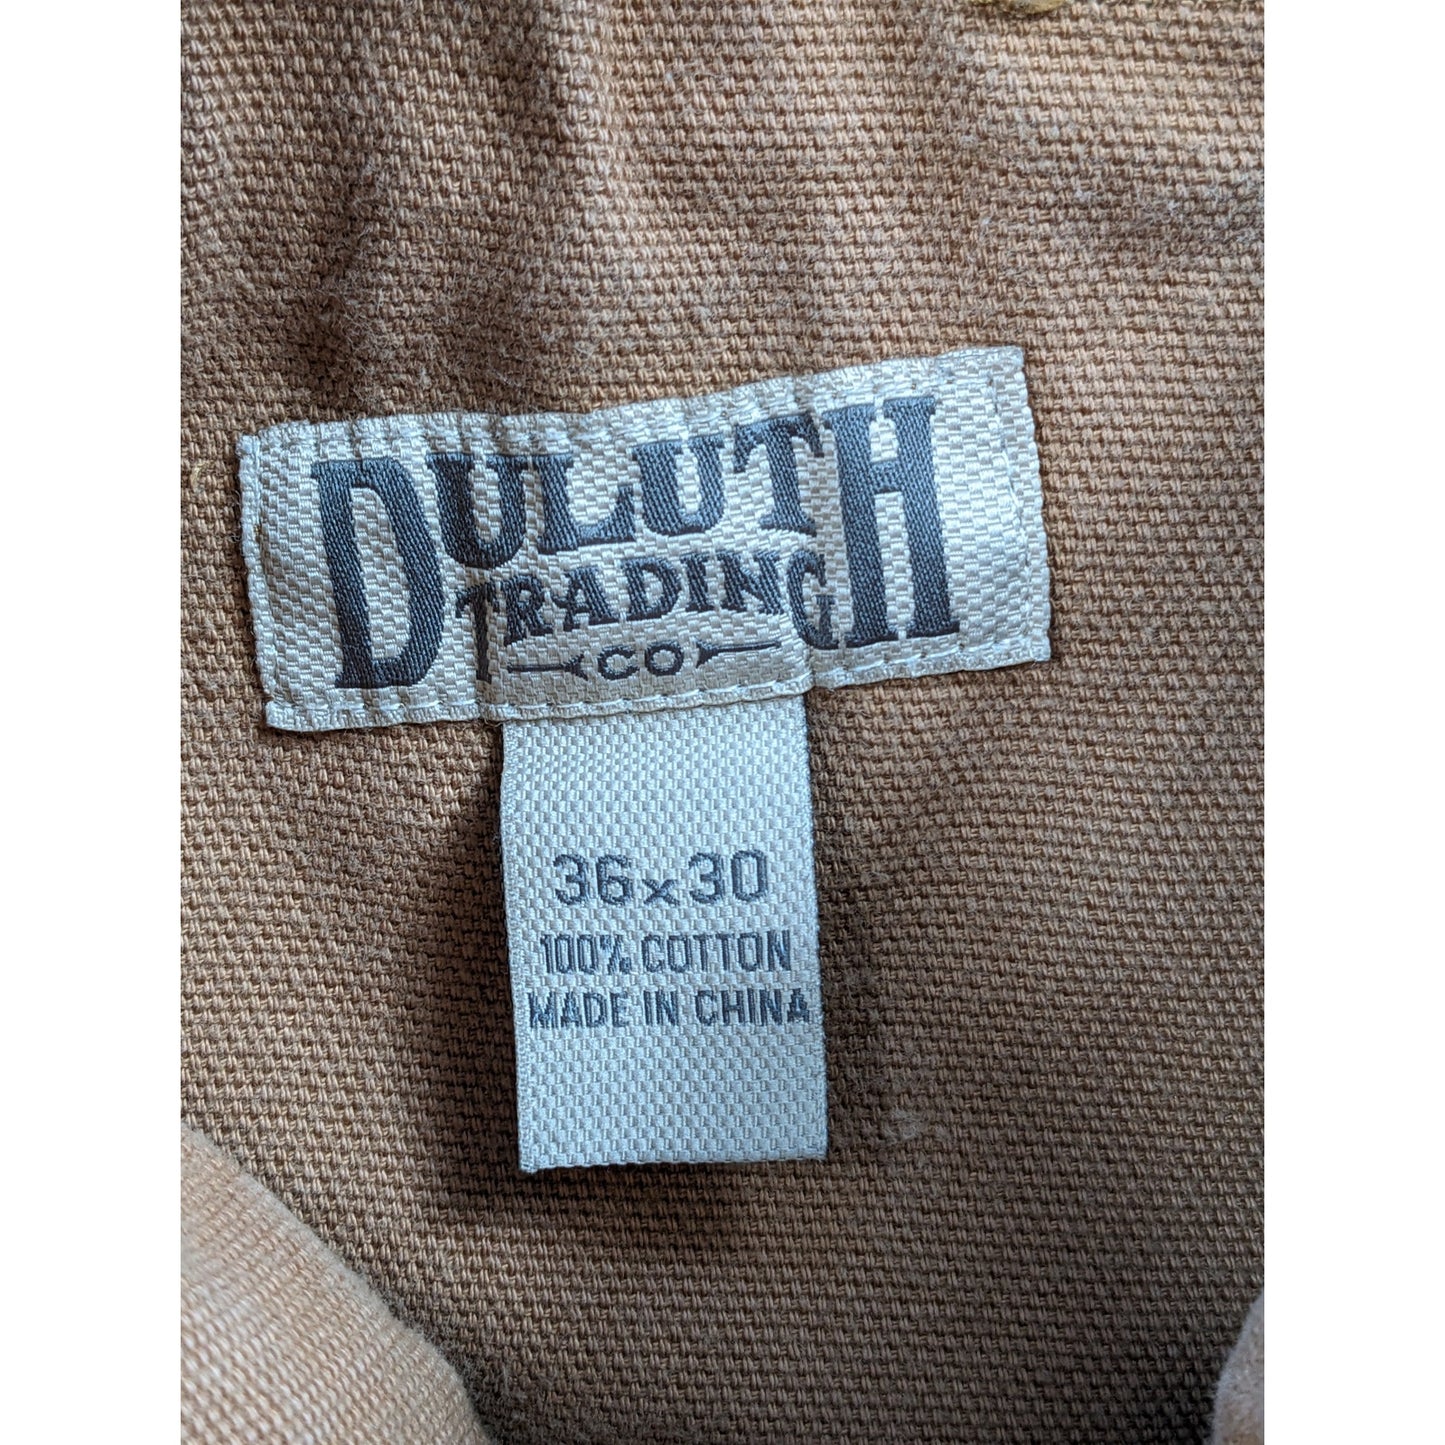 DULUTH
TRADING
CO
36x30
100% COTTON
MADE IN CHINA